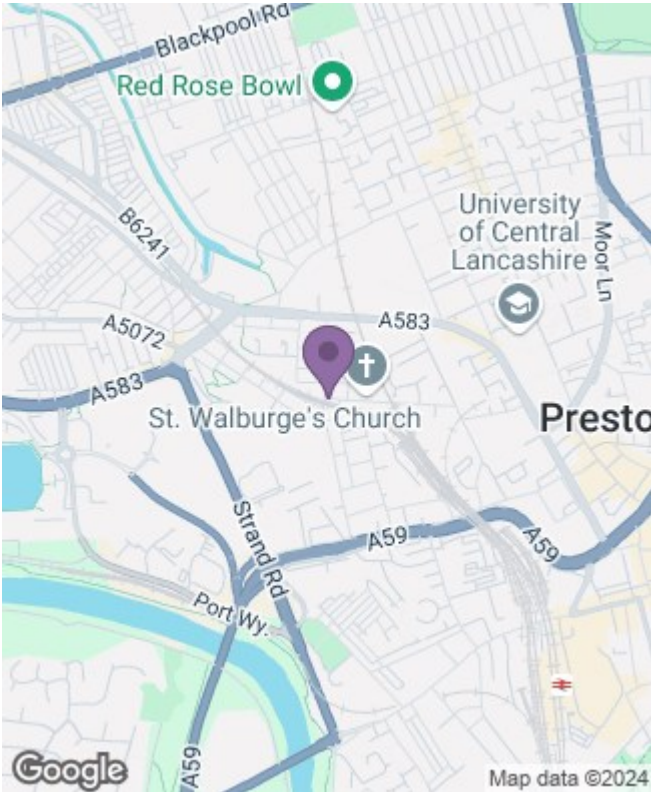 Blackpool Rd
Red Rose Bowl
B6241
University
of Central
Lancashire
Moor Ln
A5072
A583
A583
St. Walburge's Church
Presto
Strand Rd
A59
A59
Port Wy.
A59
Google
Map data ©2024